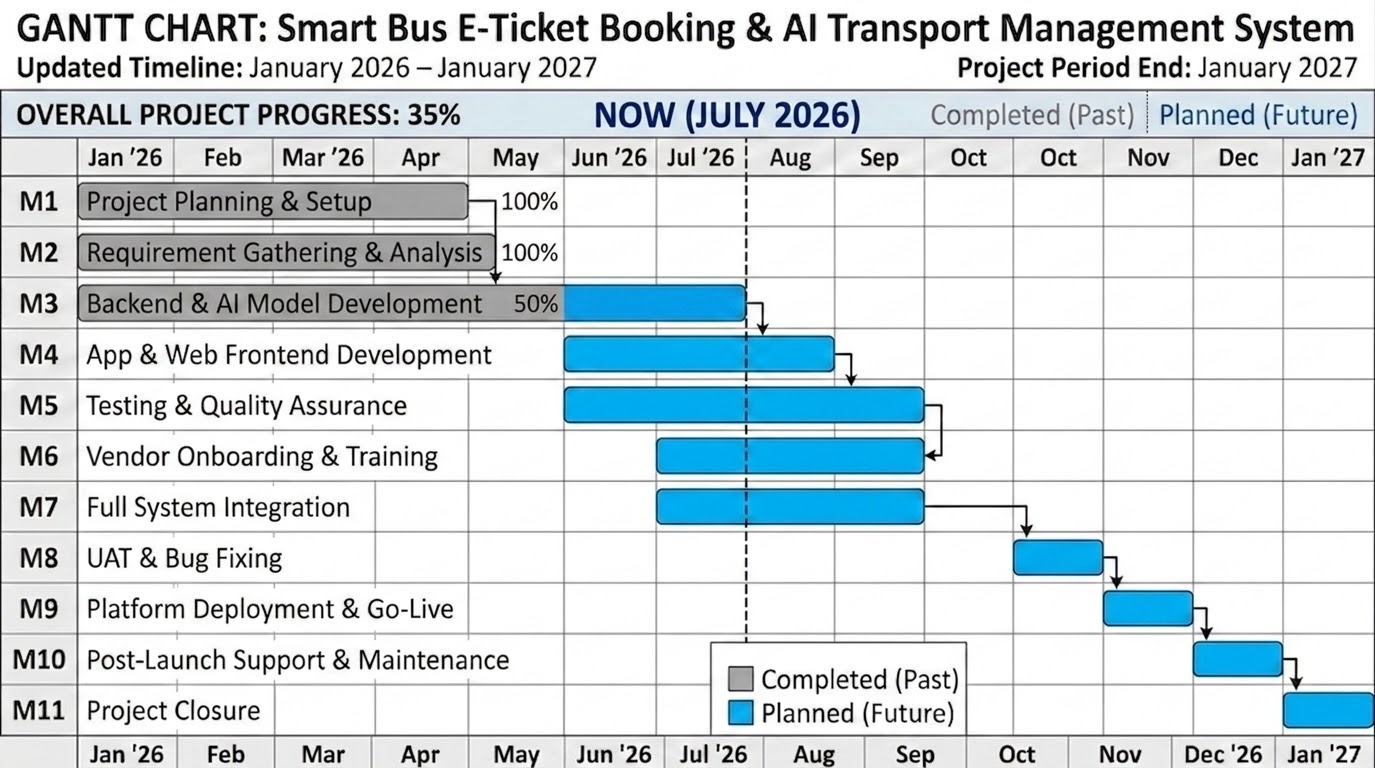 GANTT CHART: Smart Bus E-Ticket Booking & AI Transport Management System
Updated Timeline: January 2026 – January 2027 Project Period End: January 2027
OVERALL PROJECT PROGRESS: 35% NOW (JULY 2026) Completed (Past) Planned (Future)
Jan ’26 Feb Mar ’26 Apr May Jun ’26 Jul ’26 Aug Sep Oct Oct Nov Dec Jan ’27
M1 Project Planning & Setup 100%
M2 Requirement Gathering & Analysis 100%
M3 Backend & AI Model Development 50%
M4 App & Web Frontend Development
M5 Testing & Quality Assurance
M6 Vendor Onboarding & Training
M7 Full System Integration
M8 UAT & Bug Fixing
M9 Platform Deployment & Go-Live
M10 Post-Launch Support & Maintenance
Completed (Past)
M11 Project Closure
Planned (Future)
Jan '26 Feb Mar Apr May Jun '26 Jul '26 Aug Sep Oct Nov Dec '26 Jan '27